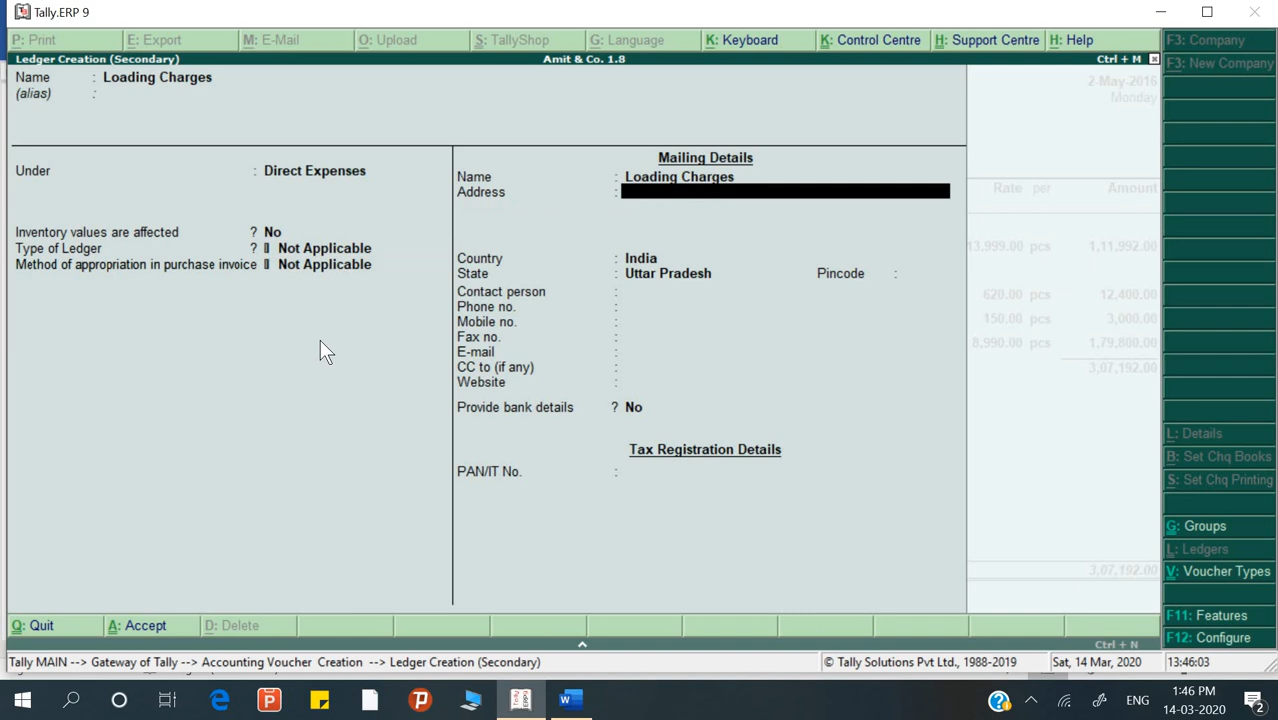 Tally.ERP 9
P: Print E: Export M: E-Mail O: Upload S: TallyShop G: Language K: Keyboard K: Control Centre H: Support Centre H: Help F3: Company
Ledger Creation (Secondary) Amit & Co. 1.8 Ctrl + M F3: New Company
Name : Loading Charges 2-May-2016
(alias) : Monday
Mailing Details
Under : Direct Expenses Name : Loading Charges
Address : Rate per Amount
Inventory values are affected ? No
Type of Ledger ? Not Applicable 13,999.00 pcs 1,11,992.00
Method of appropriation in purchase invoice Not Applicable Country : India
State : Uttar Pradesh Pincode :
Contact person : 620.00 pcs 12,400.00
Phone no. :
Mobile no. : 150.00 pcs 3,000.00
Fax no. : 8,990.00 pcs 1,79,800.00
E-mail :
CC to (if any) : 3,07,192.00
Website :
Provide bank details ? No
L: Details
Tax Registration Details B: Set Chq Books
PAN/IT No. : S: Set Chq Printing
G: Groups
L: Ledgers
3,07,192.00 V: Voucher Types
F11: Features
Q: Quit A: Accept D: Delete
F12: Configure
Ctrl + N
Tally MAIN --> Gateway of Tally --> Accounting Voucher Creation --> Ledger Creation (Secondary) © Tally Solutions Pvt Ltd., 1988-2019 Sat, 14 Mar, 2020 13:46:03
ENG 1:46 PM
14-03-2020 2